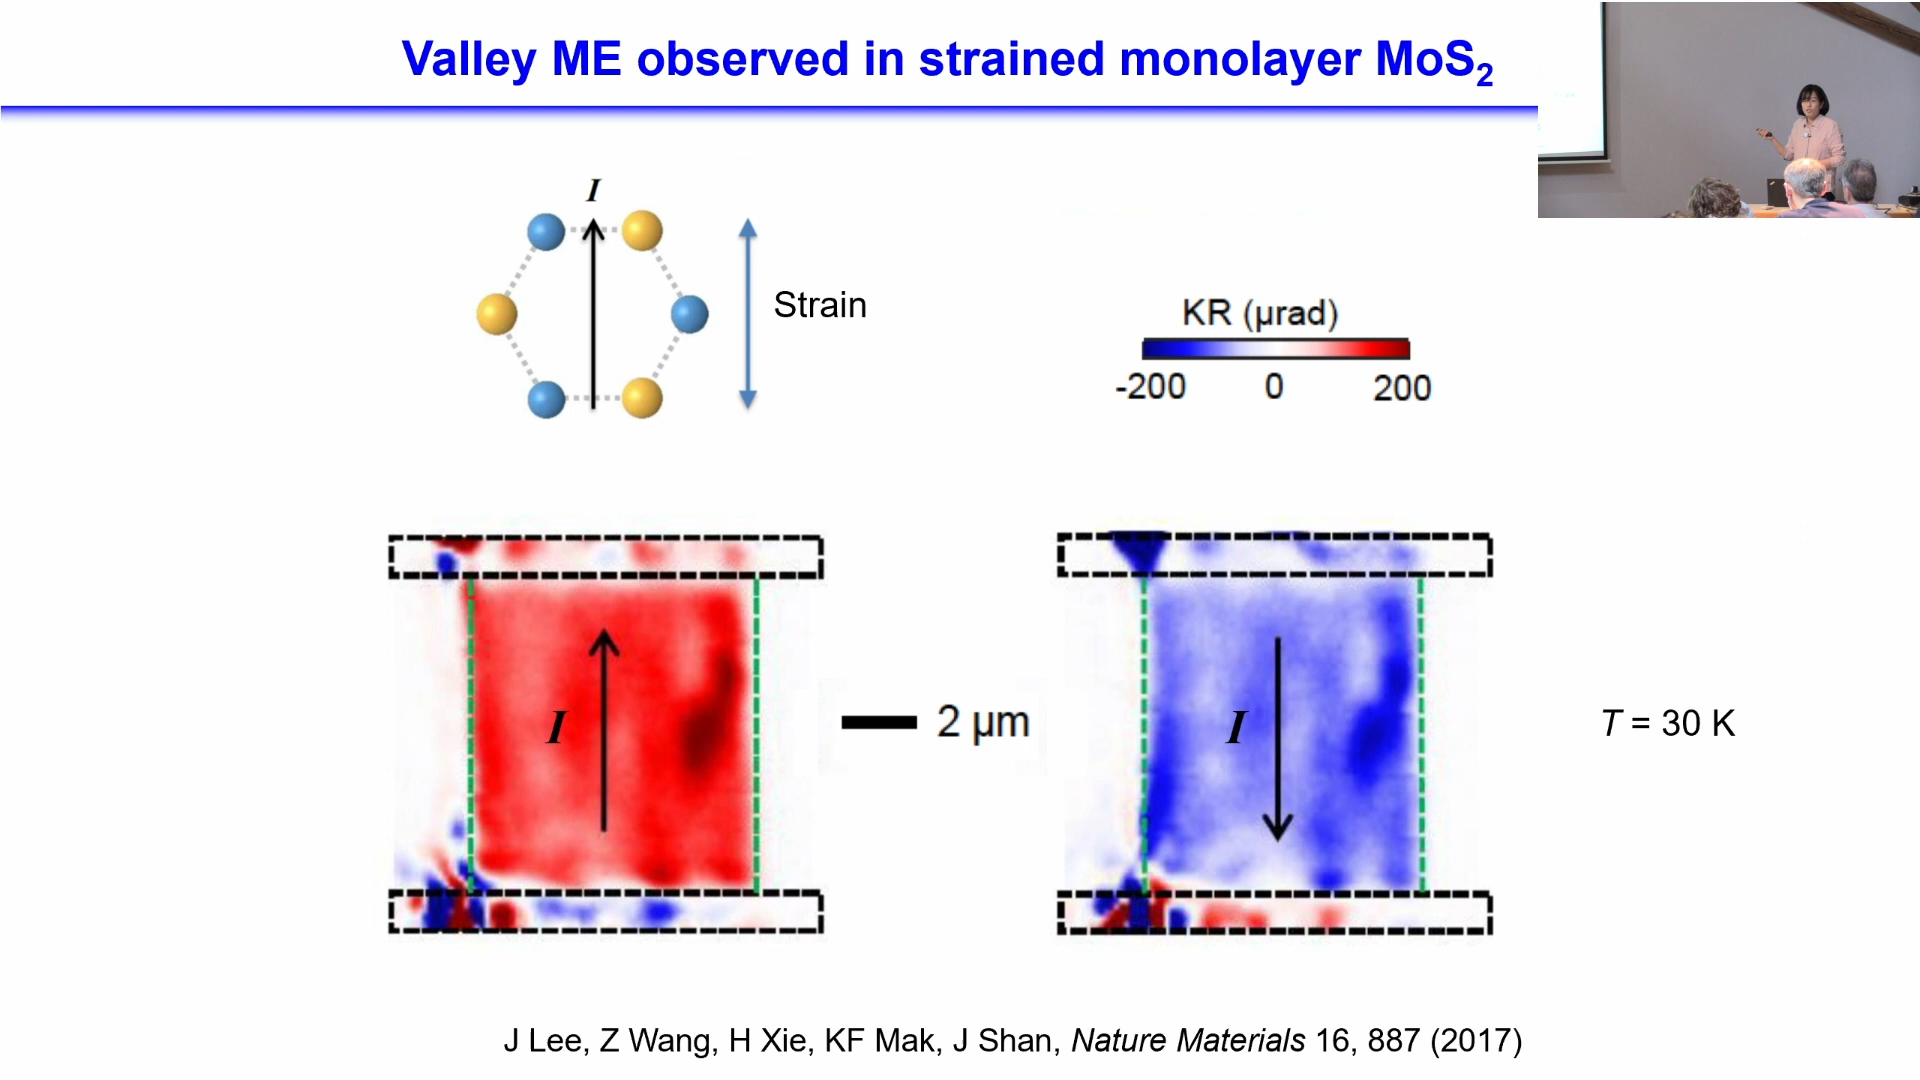 Valley ME observed in strained monolayer MoS₂
I
Strain
KR (µrad)
-200 0 200
I
2 µm
I
T = 30 K
J Lee, Z Wang, H Xie, KF Mak, J Shan, Nature Materials 16, 887 (2017)